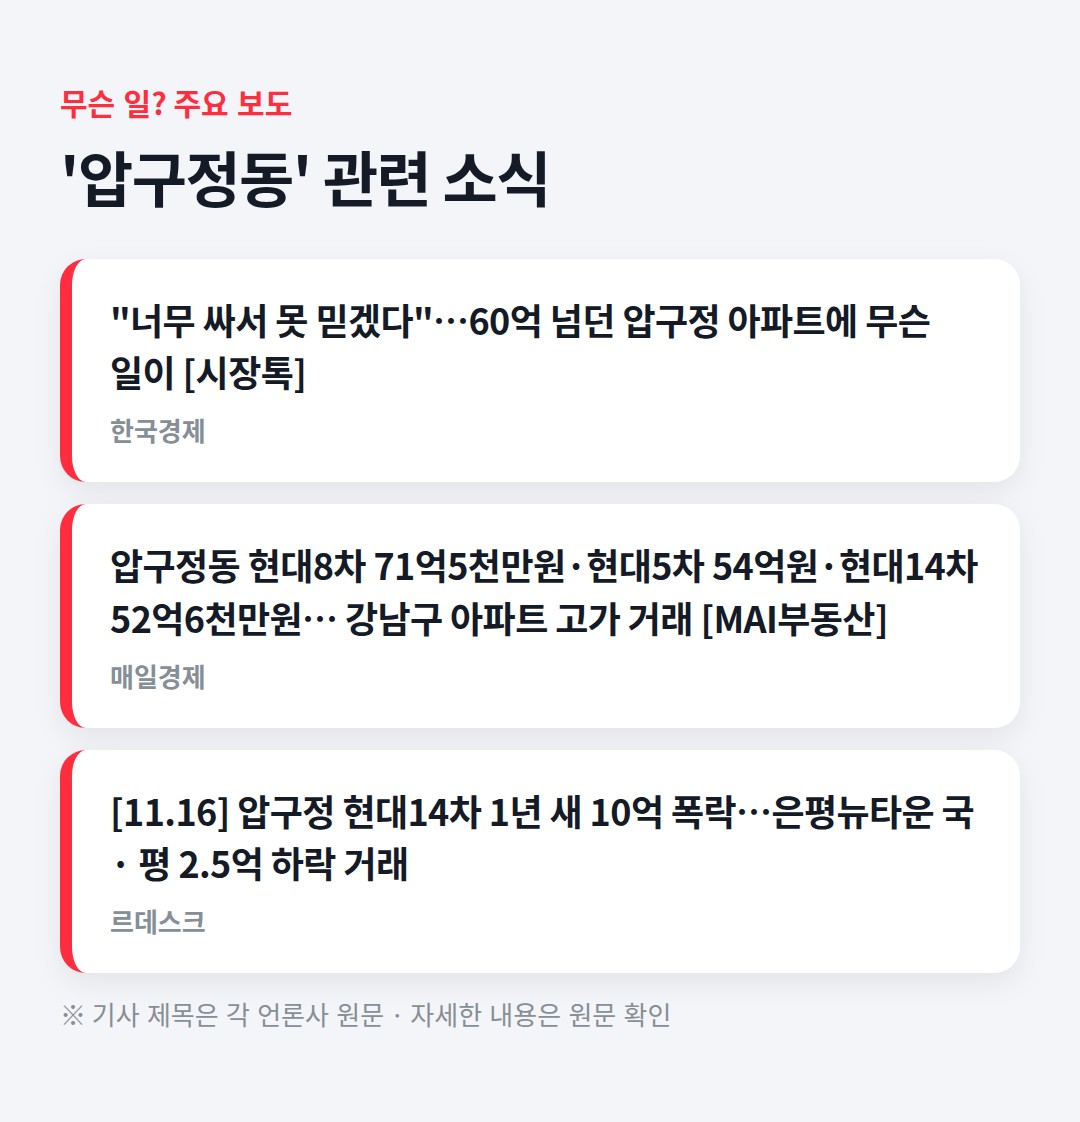 무슨 일? 주요 보도
'압구정동' 관련 소식
"너무 싸서 못 믿겠다"…60억 넘던 압구정 아파트에 무슨
일이 [시장톡]
한국경제
압구정동 현대8차 71억5천만원·현대5차 54억원·현대14차
52억6천만원… 강남구 아파트 고가 거래 [MAI부동산]
매일경제
[11.16] 압구정 현대14차 1년 새 10억 폭락…은평뉴타운 국
· 평 2.5억 하락 거래
르데스크
※ 기사 제목은 각 언론사 원문 · 자세한 내용은 원문 확인